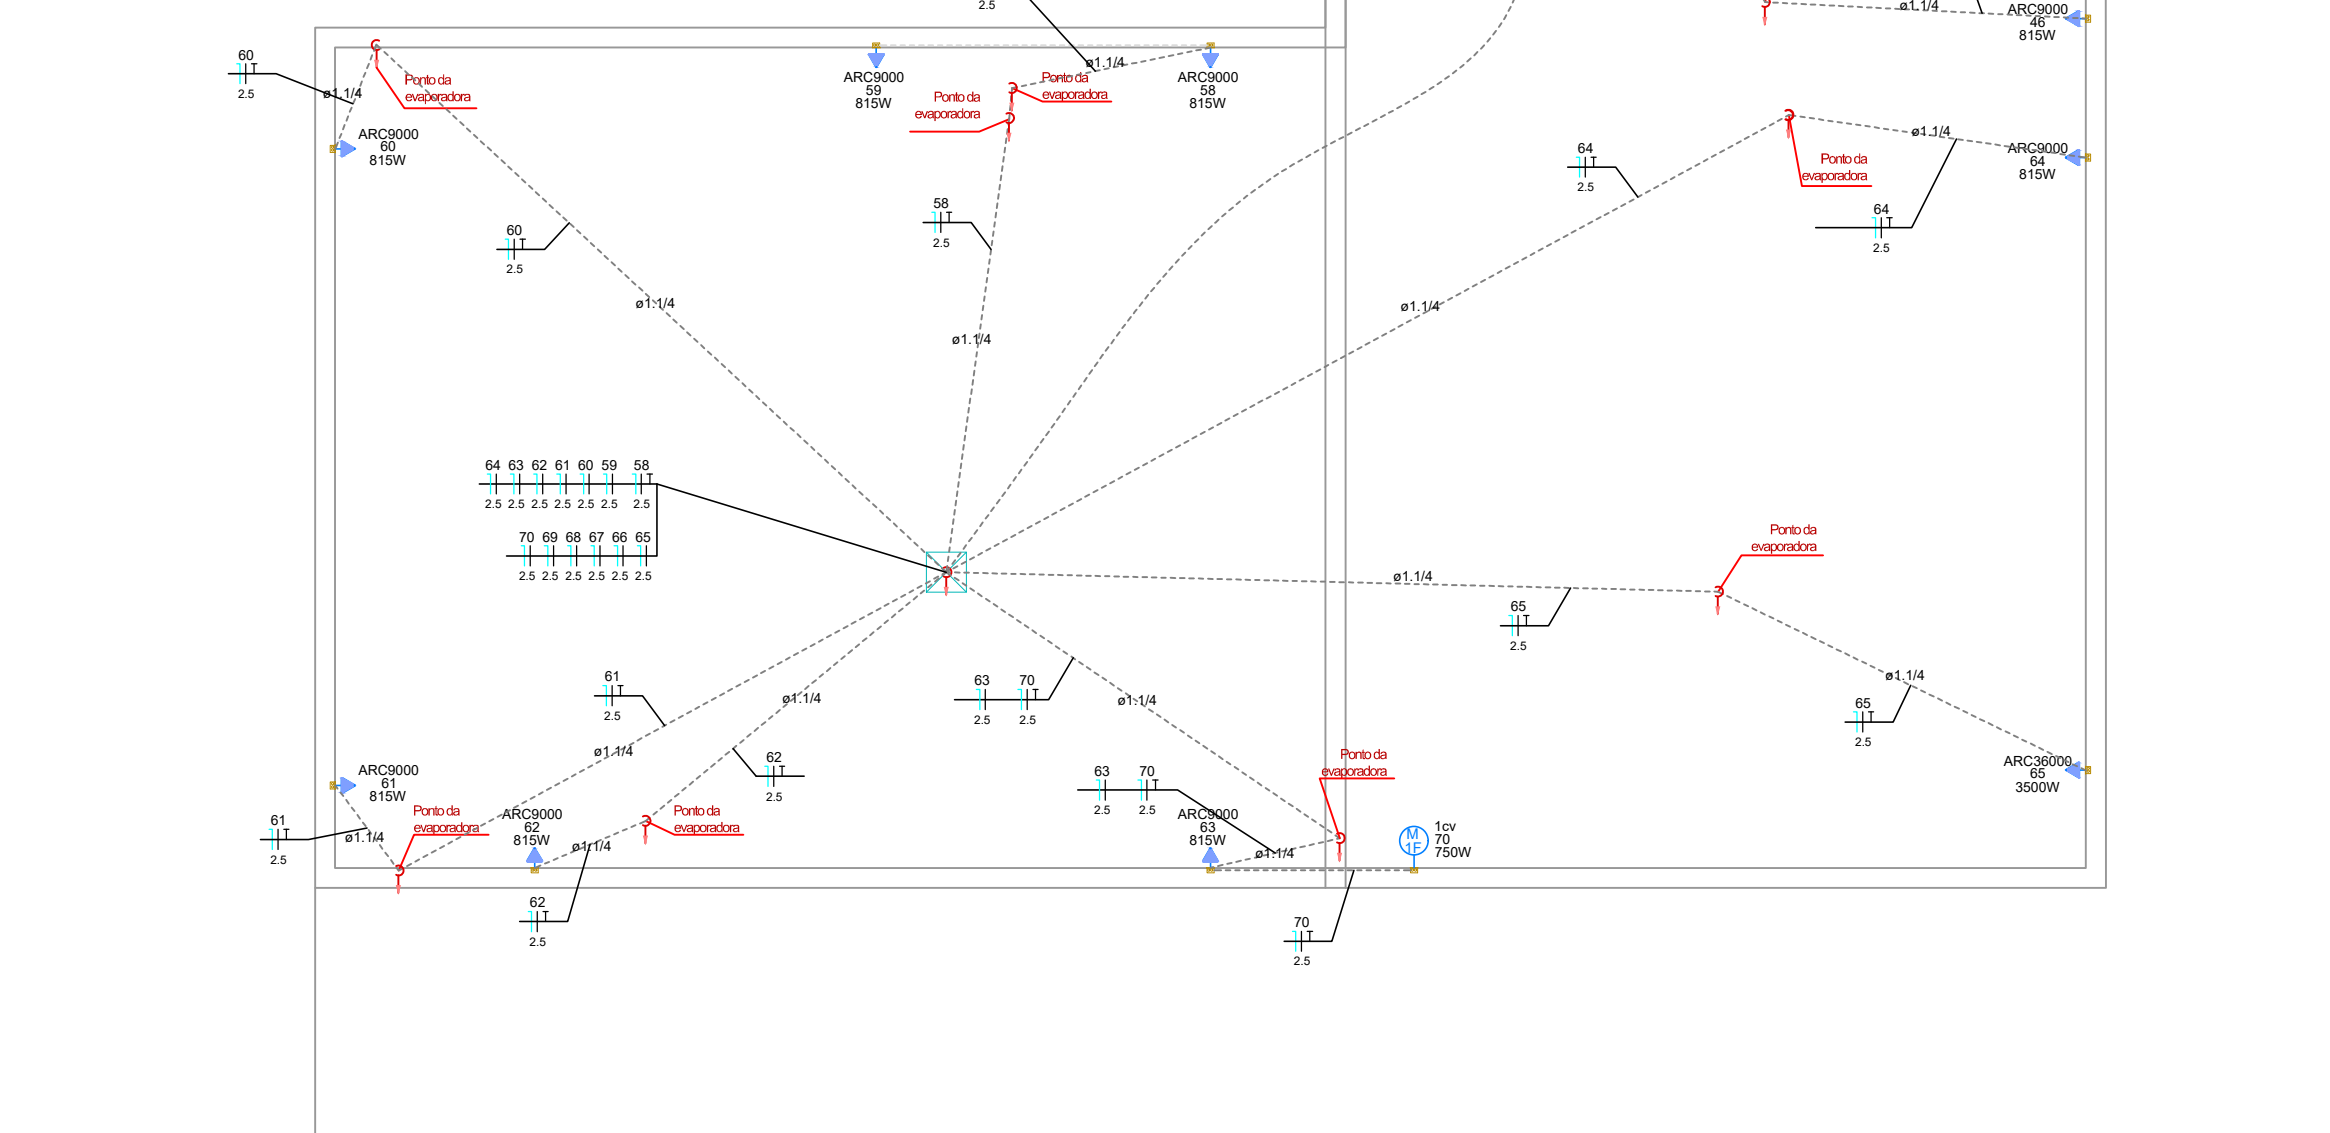 2.5
ø1.1/4
ARC9000
46
815W
60
2.5
ø1.1/4
Ponto da
evaporadora
ARC9000
60
815W
ARC9000
59
815W
Ponto da
evaporadora
Ponto da
evaporadora
ø1.1/4
ARC9000
58
815W
64
2.5
ø1.1/4
Ponto da
evaporadora
ARC9000
64
815W
64
2.5
60
2.5
58
2.5
ø1.1/4
ø1.1/4
ø1.1/4
64 63 62 61 60 59 58
2.5 2.5 2.5 2.5 2.5 2.5 2.5
70 69 68 67 66 65
2.5 2.5 2.5 2.5 2.5 2.5
Ponto da
evaporadora
ø1.1/4
65
2.5
61
2.5
ø1.1/4
63 70
2.5 2.5
ø1.1/4
ø1.1/4
65
2.5
ø1.1/4
62
2.5
Ponto da
evaporadora
ARC36000
65
3500W
ARC9000
61
815W
61
2.5
ø1.1/4
Ponto da
evaporadora
ARC9000
62
815W
ø1.1/4
Ponto da
evaporadora
63 70
2.5 2.5
ARC9000
63
815W
ø1.1/4
M
1F
1cv
70
750W
62
2.5
70
2.5